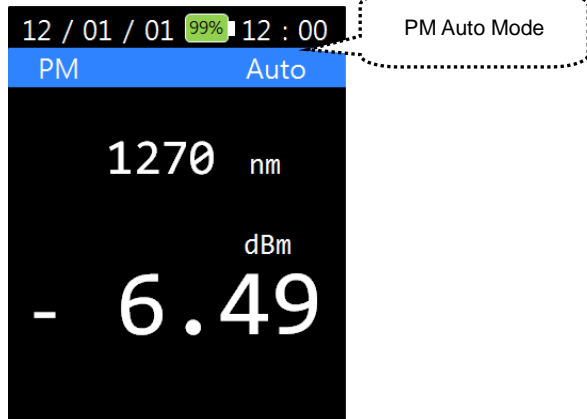 12 / 01 / 01 99% 12 : 00
PM Auto Mode
PM Auto
1270 nm
dBm
- 6.49